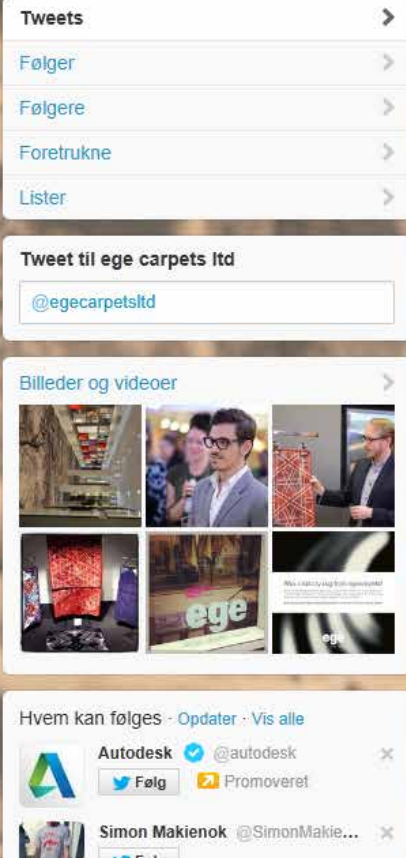 Tweets
Følger
Følgere
Foretrukne
Lister
Tweet til ege carpets ltd
@egecarpetsltd
Billeder og videoer
ege
ege
Hvem kan følges · Opdater · Vis alle
Autodesk @autodesk
Følg Promoveret
Simon Makienok @SimonMakie...